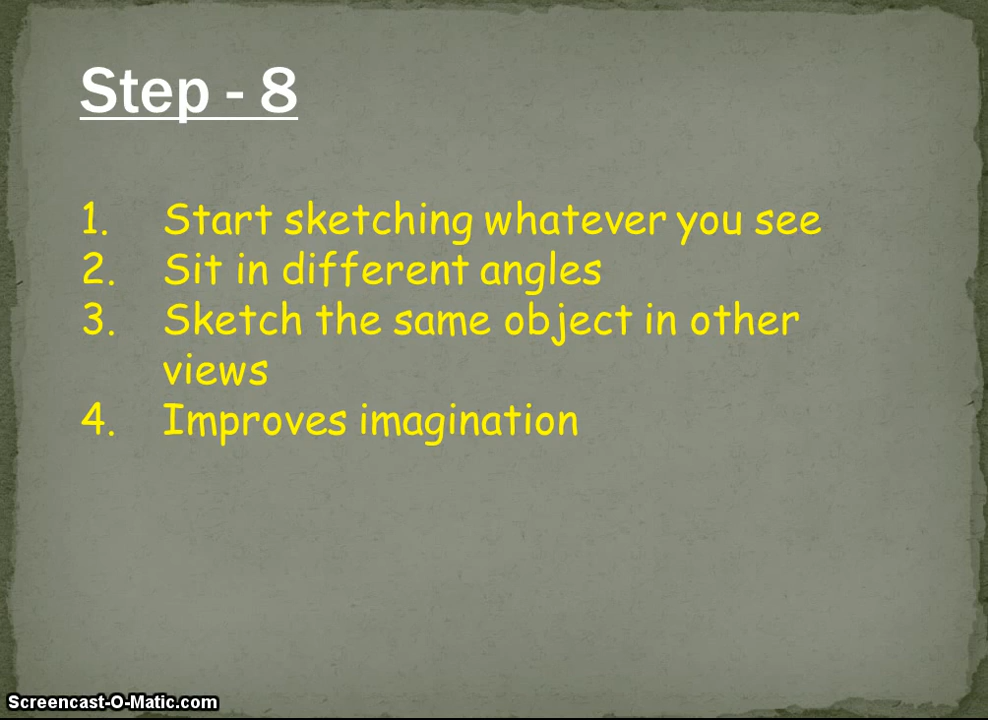 Step - 8
1. Start sketching whatever you see
2. Sit in different angles
3. Sketch the same object in other
views
4. Improves imagination
Screencast-O-Matic.com